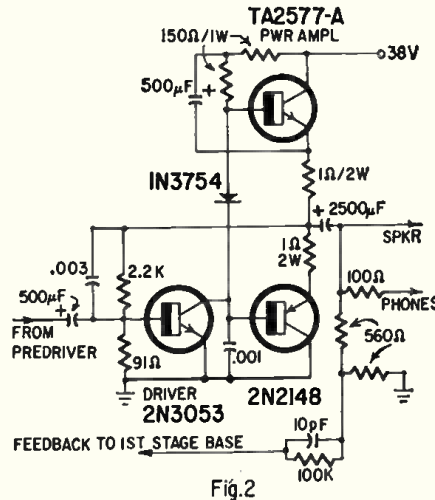 TA2577-A
150Ω/1W
PWR AMPL
38V
500µF +
1Ω/2W
1N3754
+ 2500µF
SPKR
.003
2.2K
1Ω
2W
100Ω
PHONES
500µF
+
FROM
PREDRIVER
91Ω
.001
560Ω
DRIVER
2N3053
2N2148
10pF
FEEDBACK TO 1ST STAGE BASE
100K
Fig.2